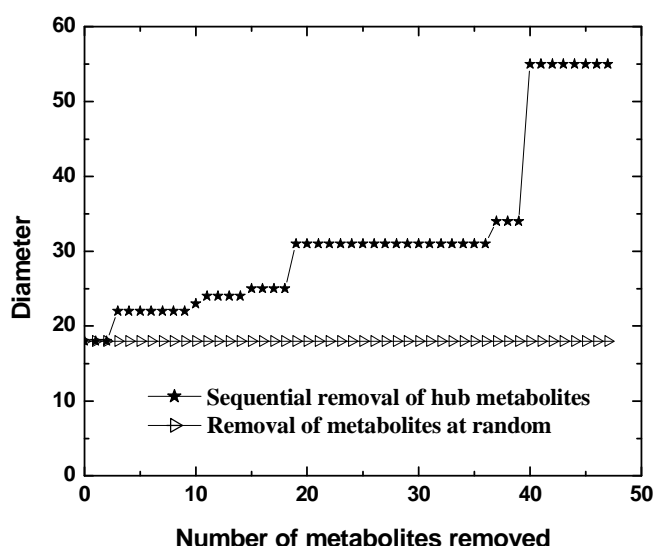 60
50
40
30
20
10
0
Diameter
Sequential removal of hub metabolites
Removal of metabolites at random
0 10 20 30 40 50
Number of metabolites removed